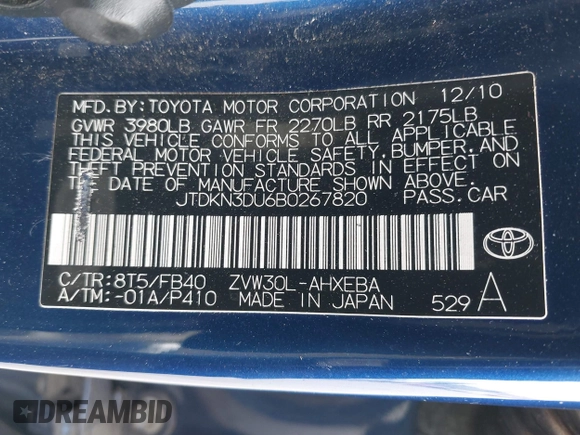 MFD. BY: TOYOTA MOTOR CORPORATION 12/10
GVWR 3980LB GAWR FR 2270LB RR 2175LB
THIS VEHICLE CONFORMS TO ALL APPLICABLE
FEDERAL MOTOR VEHICLE SAFETY, BUMPER, AND
THEFT PREVENTION STANDARDS IN EFFECT ON
THE DATE OF MANUFACTURE SHOWN ABOVE.
JTDKN3DU6B0267820 PASS. CAR
C/TR: 8T5/FB40 ZVW30L-AHXEBA
A/TM: -01A/P410 MADE IN JAPAN 529 A
TOYOTA
DREAMBID